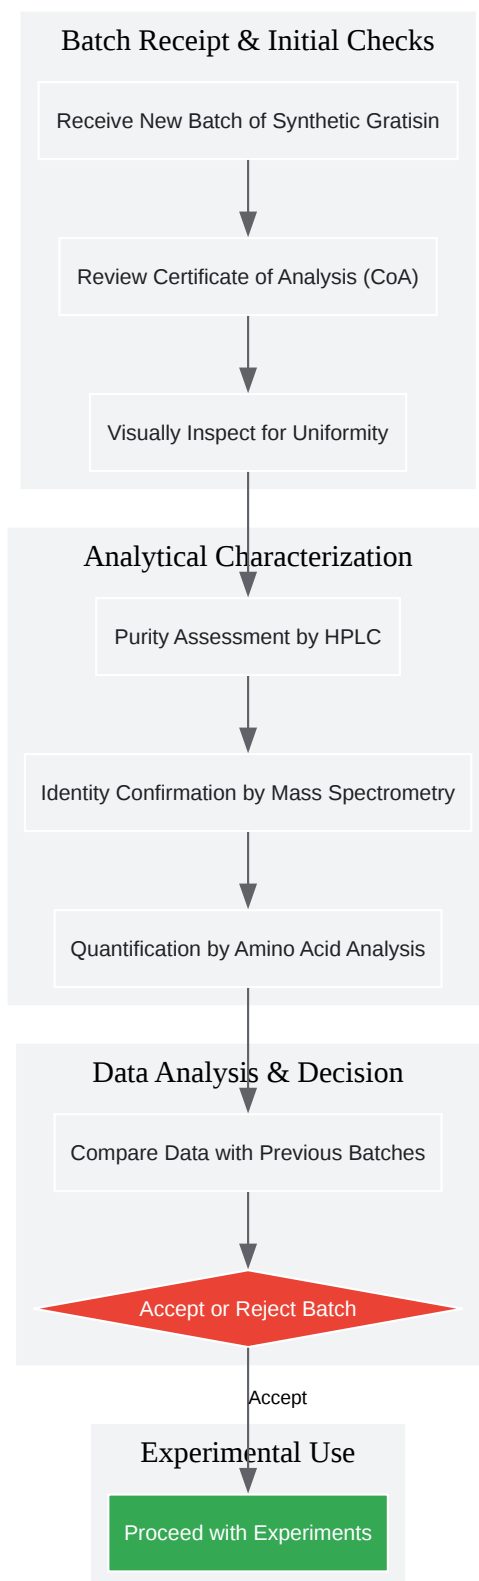 Batch Receipt & Initial Checks
Receive New Batch of Synthetic Gratisin
Review Certificate of Analysis (CoA)
Visually Inspect for Uniformity
Analytical Characterization
Purity Assessment by HPLC
Identity Confirmation by Mass Spectrometry
Quantification by Amino Acid Analysis
Data Analysis & Decision
Compare Data with Previous Batches
Accept or Reject Batch
Accept
Experimental Use
Proceed with Experiments